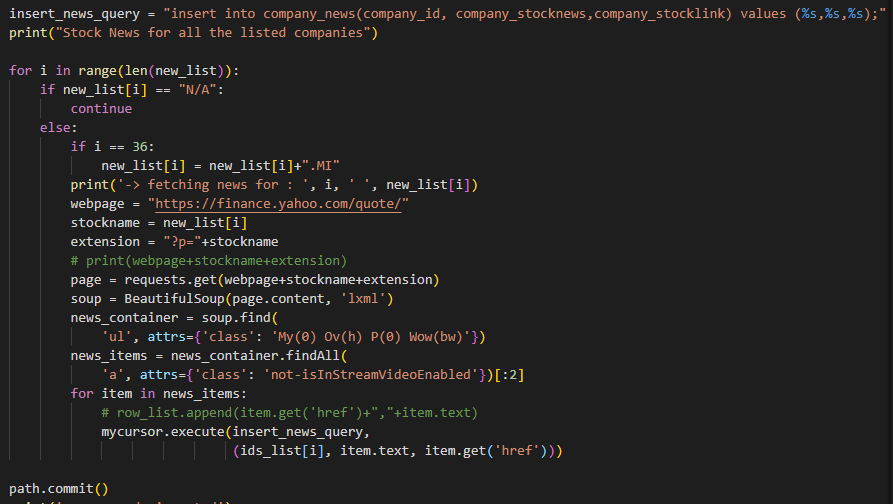 insert_news_query = "insert into company_news(company_id, company_stocknews,company_stocklink) values (%s,%s,%s);"
print("Stock News for all the listed companies")
for i in range(len(new_list)):
if new_list[i] == "N/A":
continue
else:
if i == 36:
new_list[i] = new_list[i]+".MI"
print('-> fetching news for : ', i, ' ', new_list[i])
webpage = "https://finance.yahoo.com/quote/"
stockname = new_list[i]
extension = "?p="+stockname
# print(webpage+stockname+extension)
page = requests.get(webpage+stockname+extension)
soup = BeautifulSoup(page.content, 'lxml')
news_container = soup.find(
'ul', attrs={'class': 'My(0) Ov(h) P(0) Wow(bw)'})
news_items = news_container.findAll(
'a', attrs={'class': 'not-isInStreamVideoEnabled'})[:2]
for item in news_items:
# row_list.append(item.get('href')+","+item.text)
mycursor.execute(insert_news_query,
(ids_list[i], item.text, item.get('href')))
path.commit()